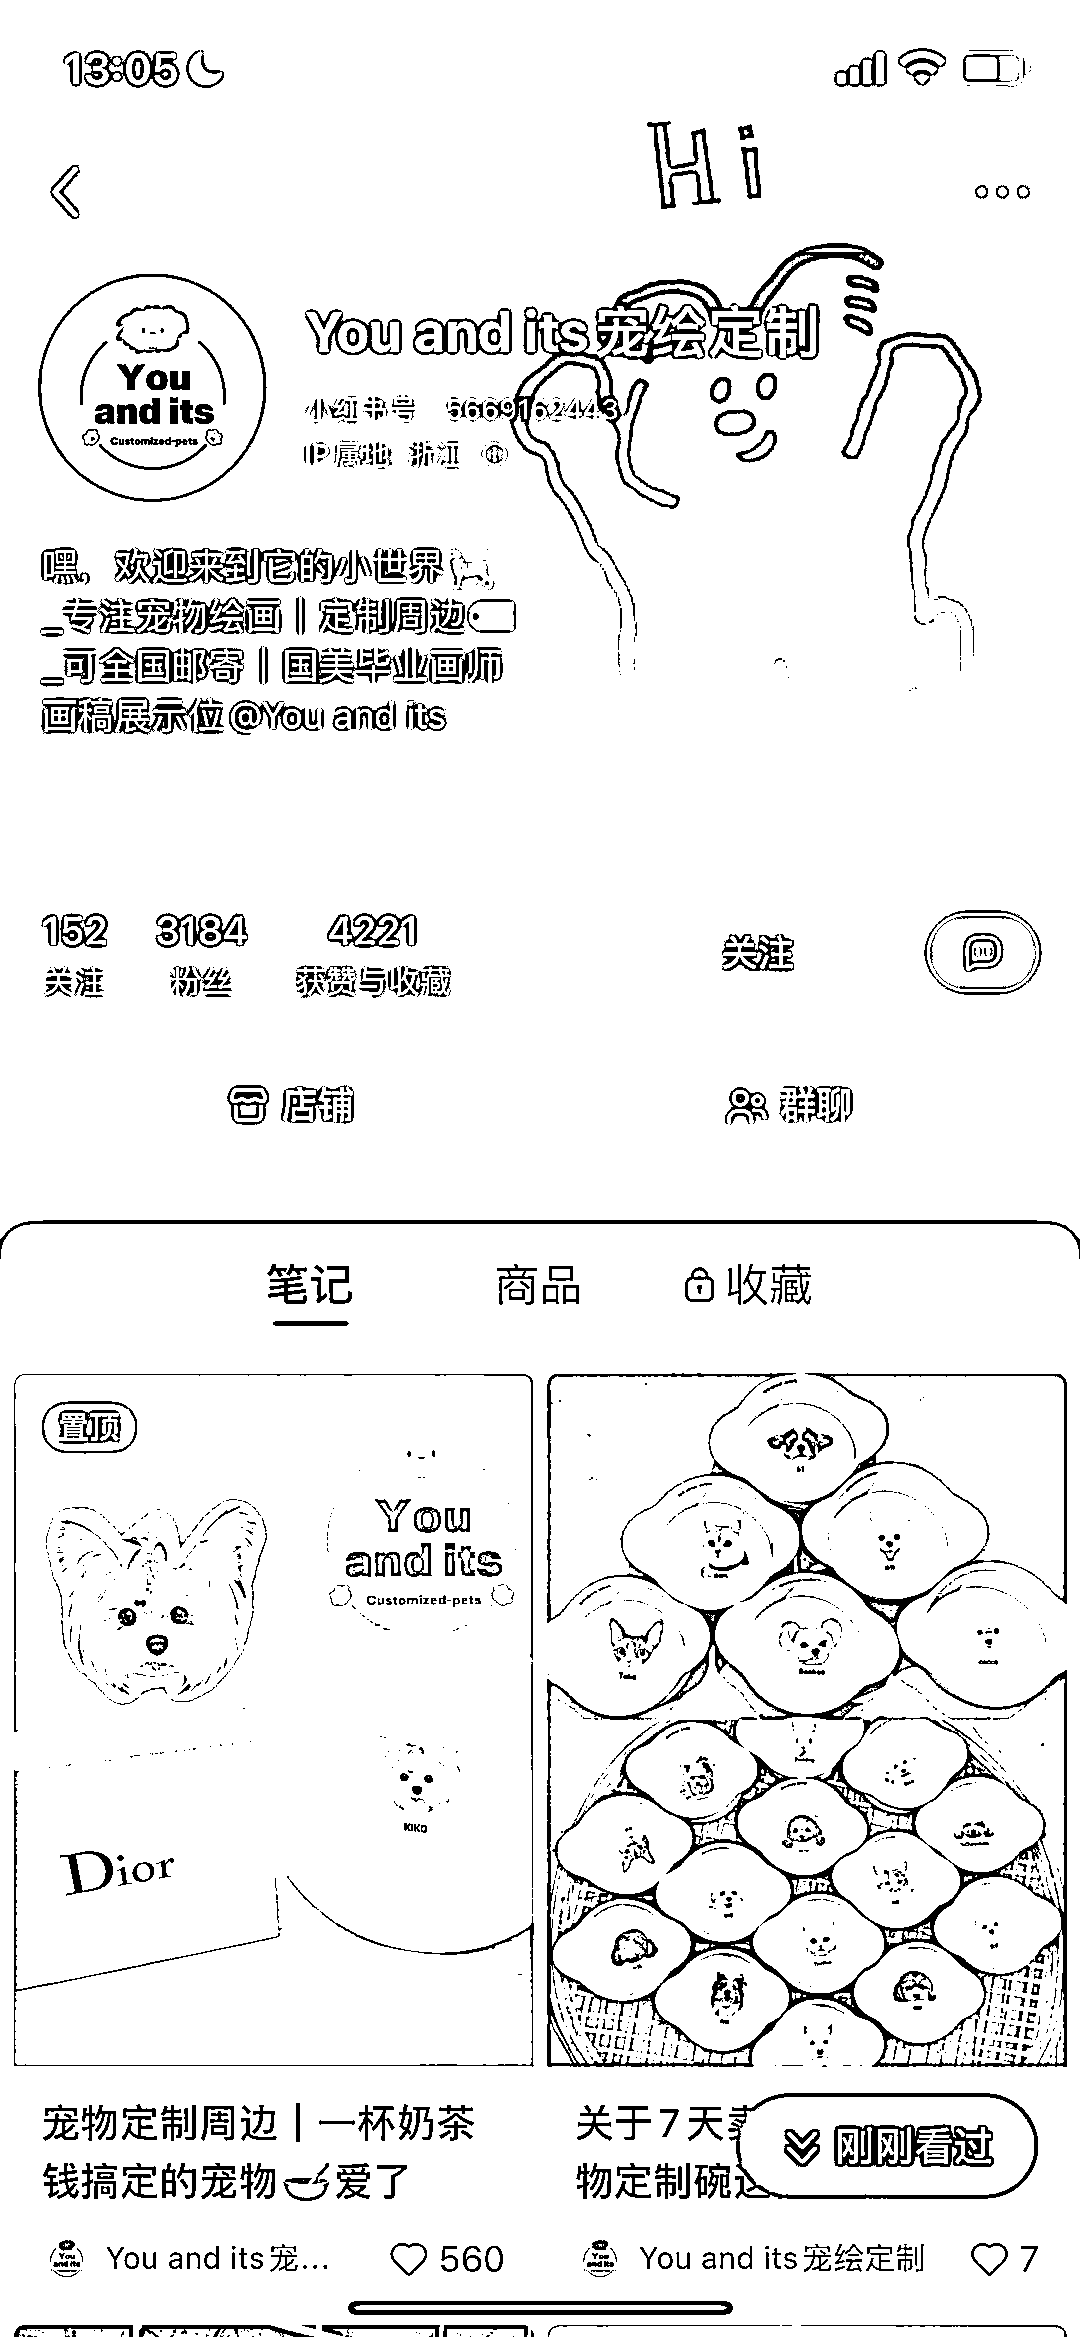 13:05
Hi
You
and its
Customized-pets
You and its宠绘定制
小红书号 5669162443
IP属地 浙江
嘿，欢迎来到它的小世界
_专注宠物绘画｜定制周边
_可全国邮寄｜国美毕业画师
画稿展示位@You and its
152 3184 4221
关注 粉丝 获赞与收藏
关注
店铺 群聊
笔记 商品 收藏
置顶
You
and its
Customized-pets
KIKO
Dior
宠物定制周边｜一杯奶茶
钱搞定的宠物爱了
You and its宠... 560
关于7天
物定制碗
刚刚看过
You and its宠绘定制 7